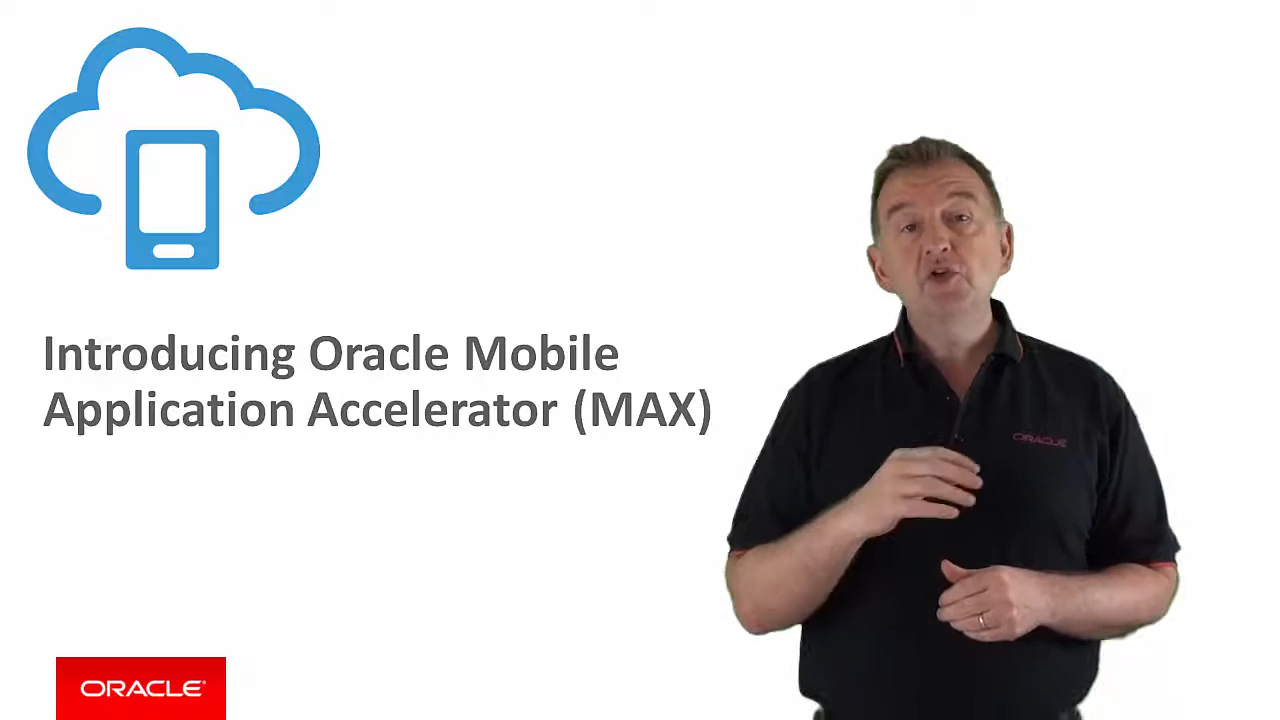 Introducing Oracle Mobile
Application Accelerator (MAX)
ORACLE
ORACLE®